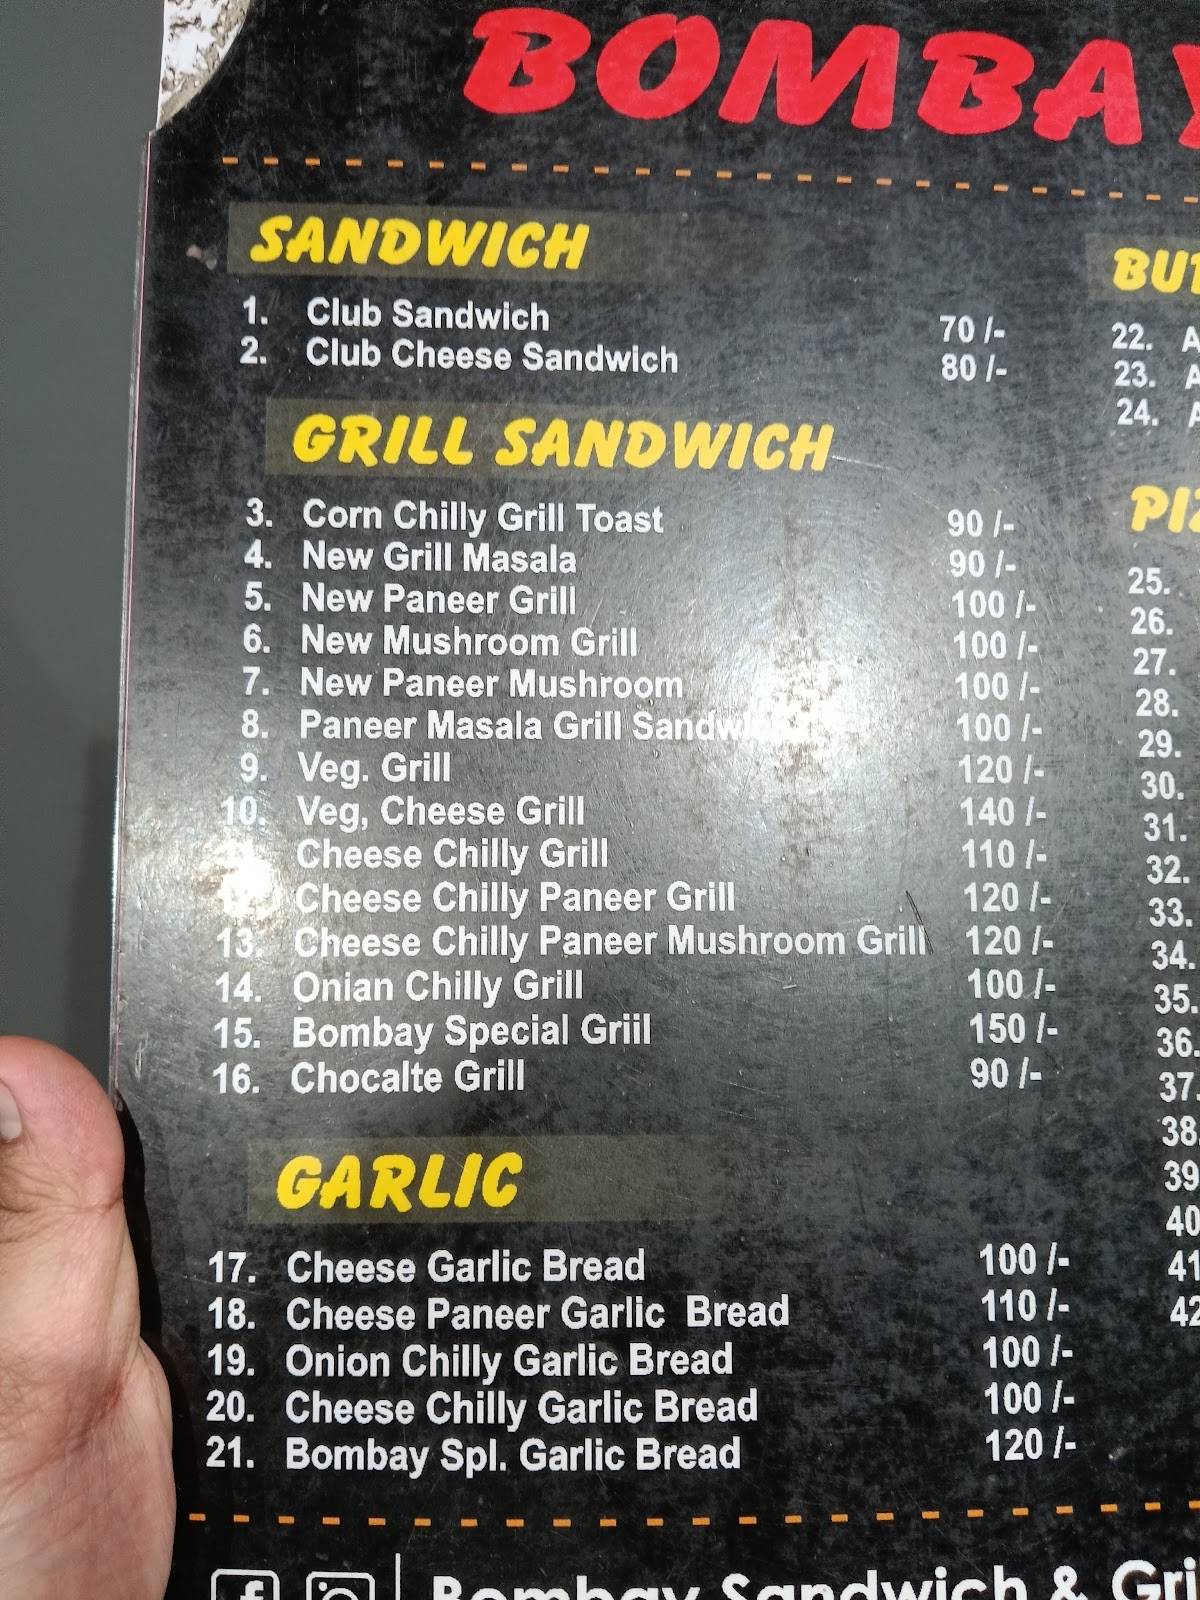 BOMBAY
SANDWICH
1. Club Sandwich 70 /-
2. Club Cheese Sandwich 80 /-
GRILL SANDWICH
3. Corn Chilly Grill Toast 90 /-
4. New Grill Masala 90 /-
5. New Paneer Grill 100 /-
6. New Mushroom Grill 100 /-
7. New Paneer Mushroom 100 /-
8. Paneer Masala Grill 100 /-
9. Veg. Grill 120 /-
10. Veg, Cheese Grill 140 /-
Cheese Chilly Grill 110 /-
Cheese Chilly Paneer Grill 120 /-
13. Cheese Chilly Paneer Mushroom Grill 120 /-
14. Onian Chilly Grill 100 /-
15. Bombay Special Griil 150 /-
16. Chocalte Grill 90 /-
GARLIC
17. Cheese Garlic Bread 100 /-
18. Cheese Paneer Garlic Bread 110 /-
19. Onion Chilly Garlic Bread 100 /-
20. Cheese Chilly Garlic Bread 100 /-
21. Bombay Spl. Garlic Bread 120 /-
22. A
23. A
24. A
25.
26.
27.
28.
29.
30.
31.
32.
33.
34.
35.
36.
37.
38.
39
40
41
42
Bombay Sandwich &